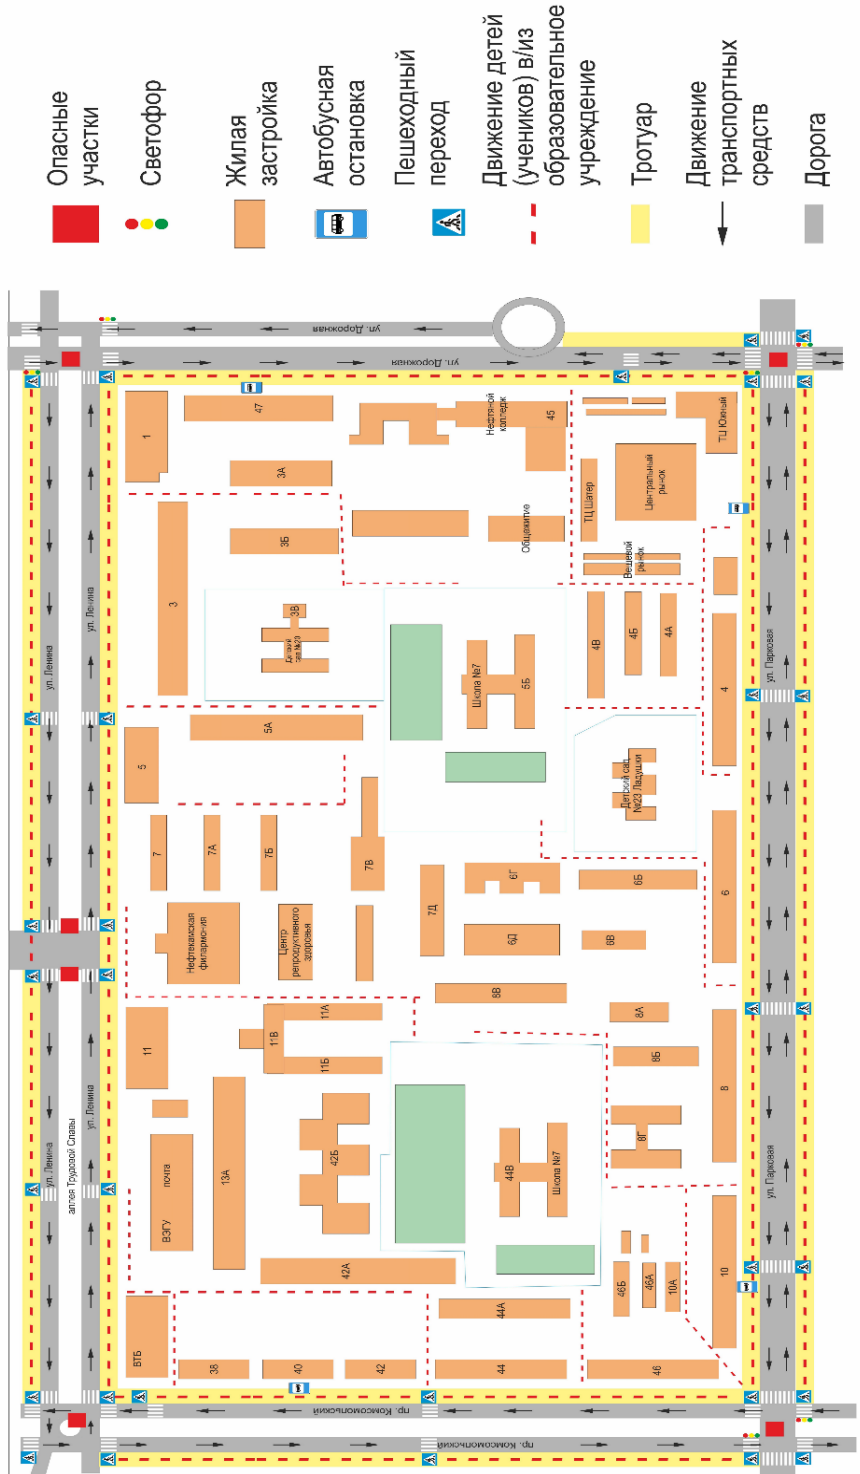 Опасные
участки
Светофор
Жилая
застройка
Автобусная
остановка
Пешеходный
переход
Движение детей
(учеников) в/из
образовательное
учреждение
Тротуар
Движение
транспортных
средств
Дорога
ул. Ленина
ул. Ленина
ул. Ленина
ул. Ленина
аллея Трудовой Славы
ул. Дорожная
ул. Дорожная
ул. Парковая
ул. Парковая
пр. Комсомольский
пр. Комсомольский
1
47
3А
3Б
3
3В
Нефтяной
колледж
45
Общежитие
ТЦ Шатер
Вещевой
рынок
Центральный
рынок
ТЦ Южный
5
5А
Школа №7
5Б
4В
4Б
4А
4
Детский сад
№23 Ладушки
7
7А
7Б
7В
7Д
6Г
6Д
6Б
6В
6
Нефтекамская
филармония
Центр
репродуктивного
здоровья
8В
8А
8Б
8Г
8
11
11А
11В
11Б
почта
ВЭГУ
13А
42Б
42А
44В
Школа №7
ВТБ
38
40
42
44А
44
46
46Б
46А
10А
10